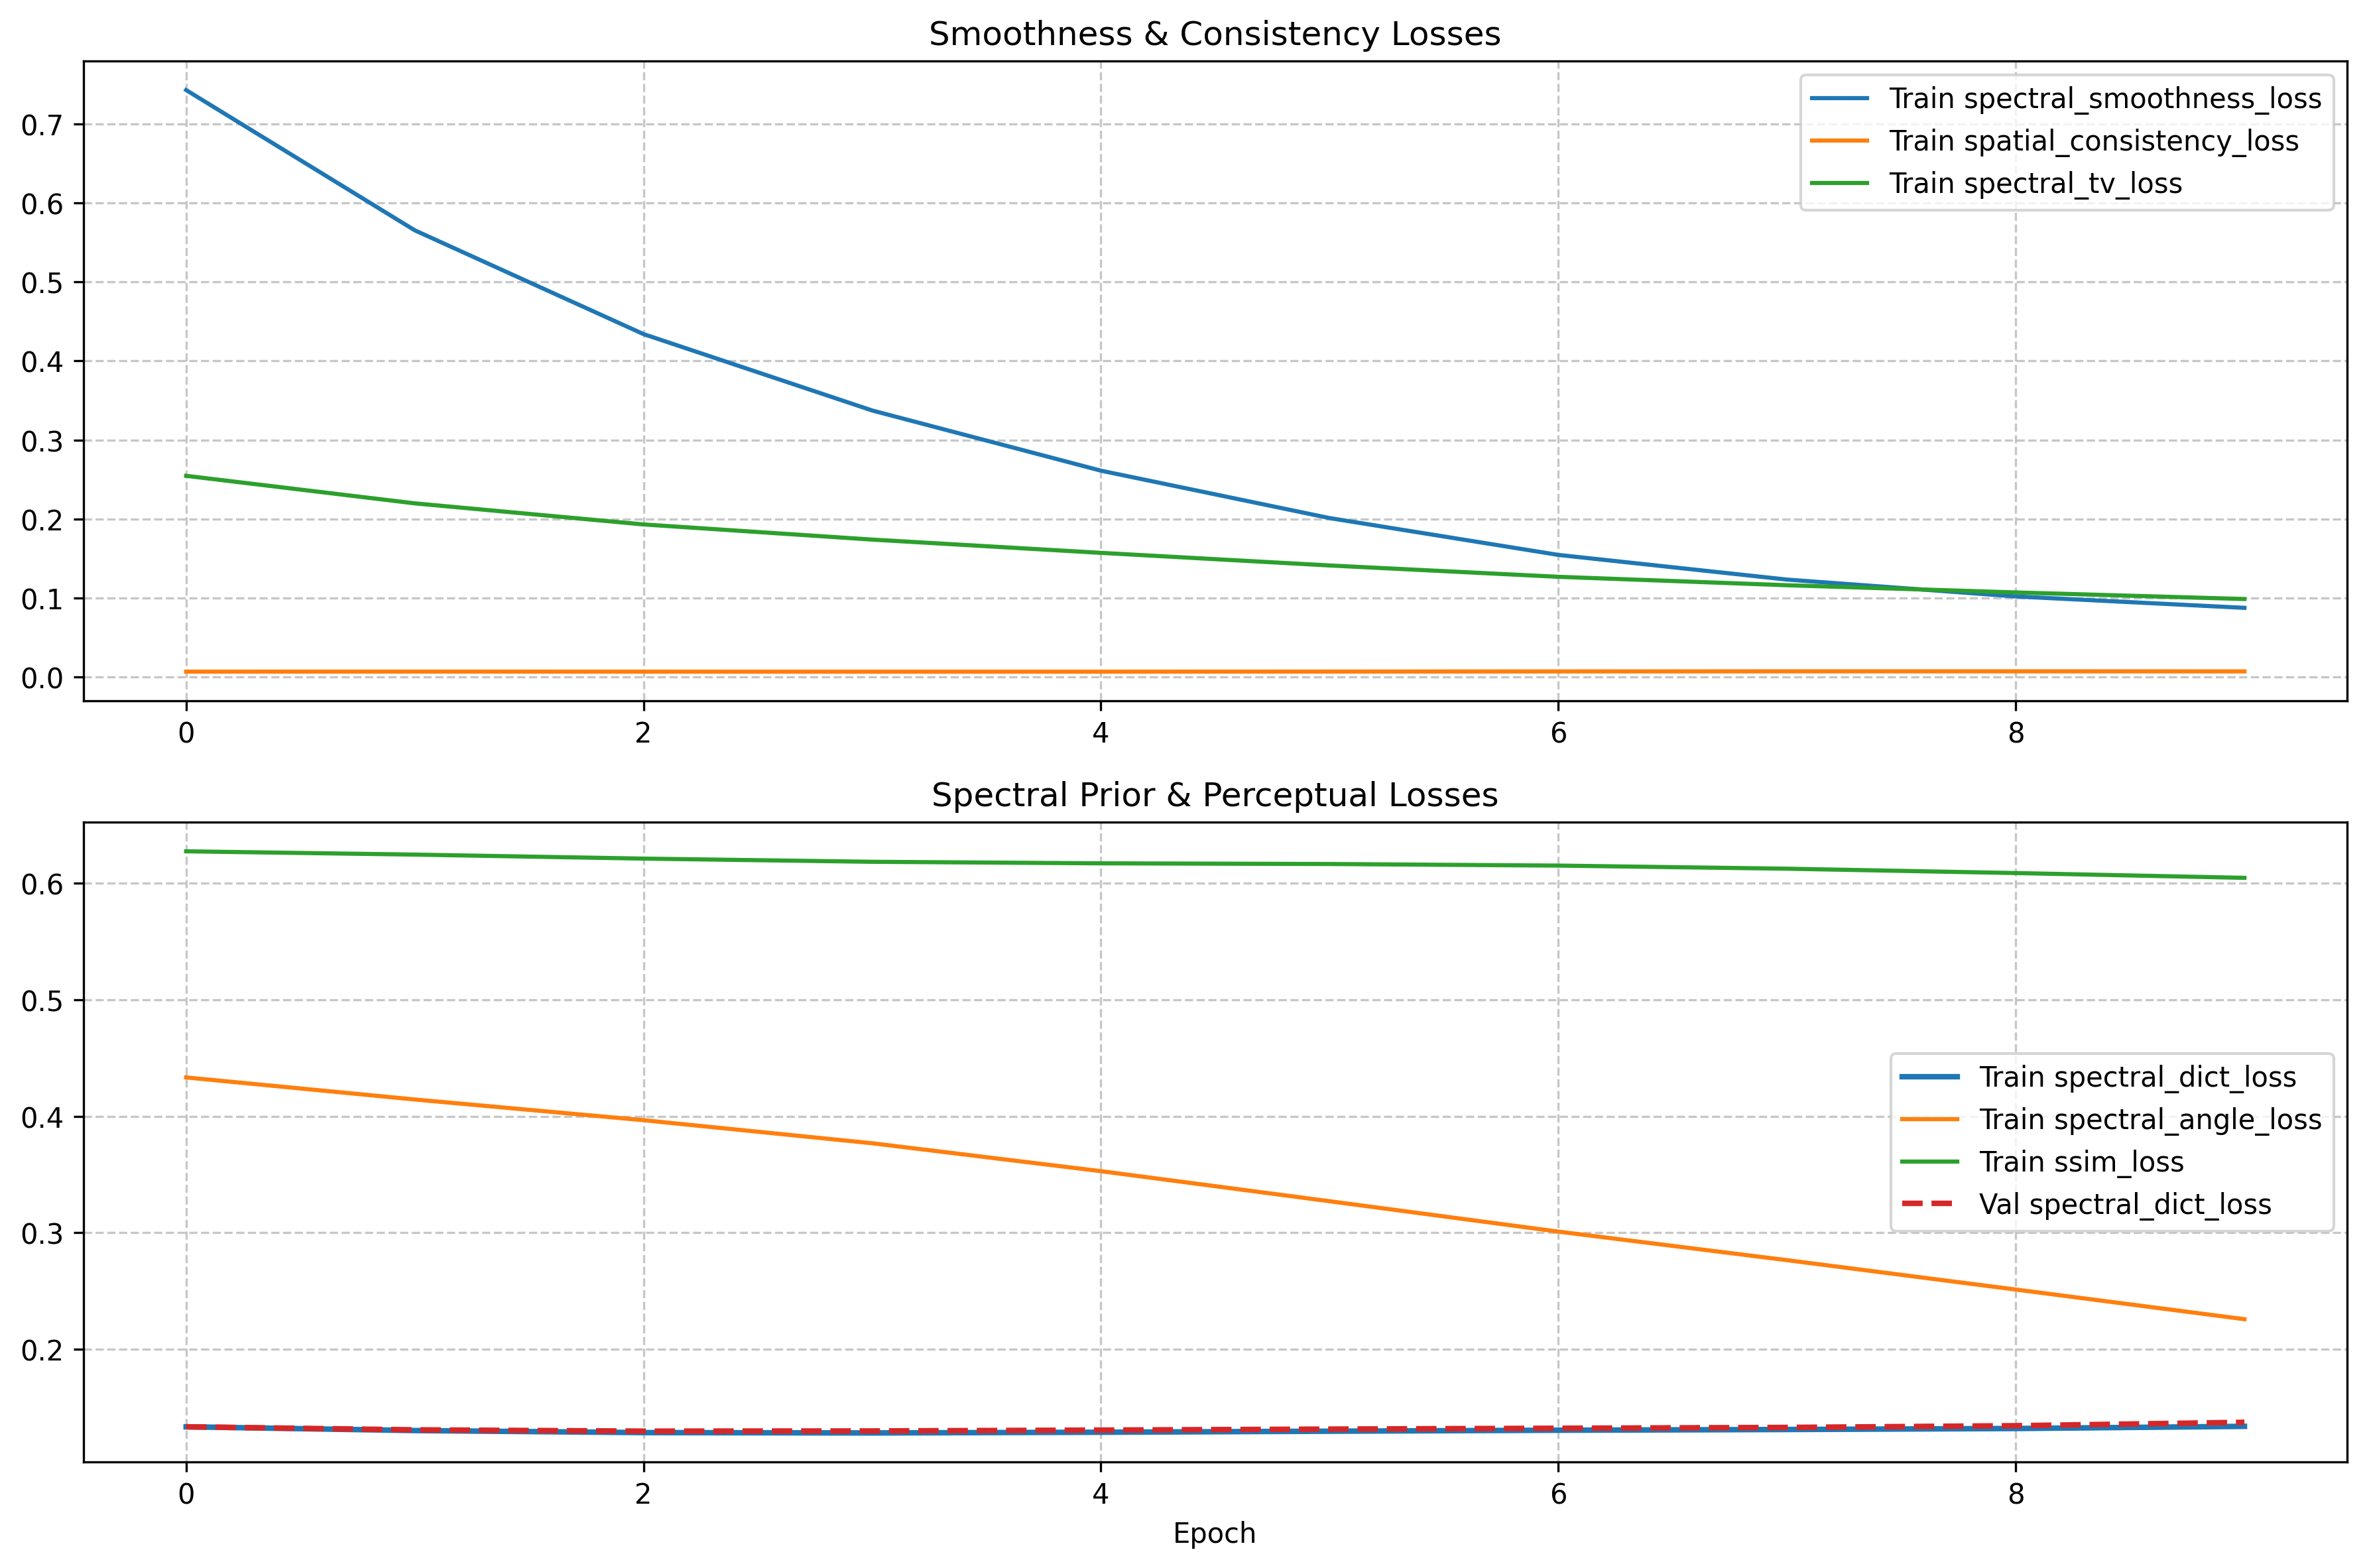 Smoothness & Consistency Losses
Train spectral_smoothness_loss
Train spatial_consistency_loss
Train spectral_tv_loss
0.7
0.6
0.5
0.4
0.3
0.2
0.1
0.0
0 2 4 6 8
Spectral Prior & Perceptual Losses
0.6
0.5
0.4
0.3
0.2
Train spectral_dict_loss
Train spectral_angle_loss
Train ssim_loss
Val spectral_dict_loss
0 2 4 6 8
Epoch